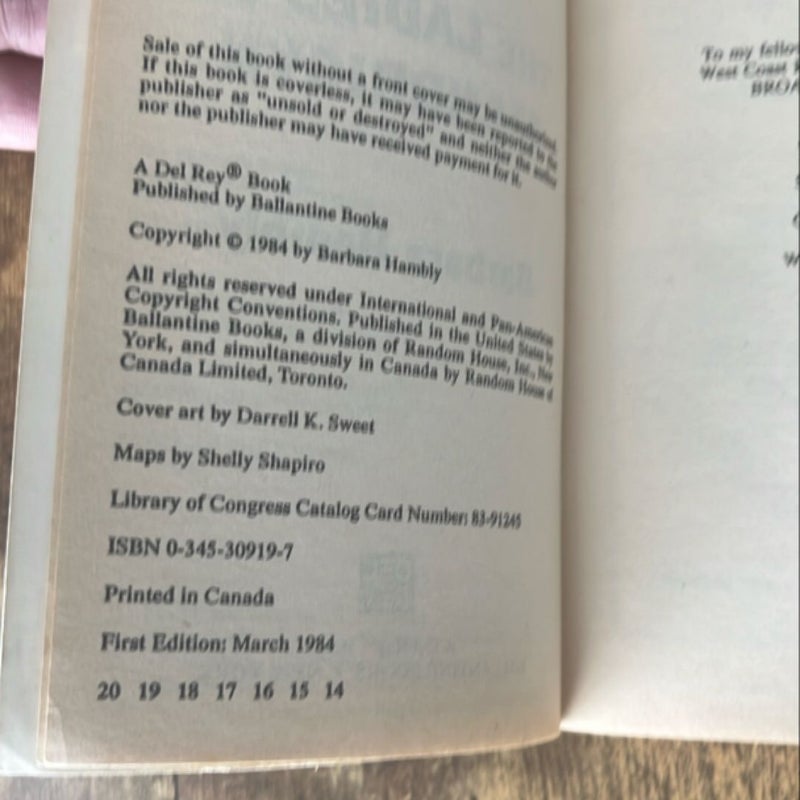 Sale of this book without a front cover may be unauthorized.
If this book is coverless, it may have been reported to the
publisher as "unsold or destroyed" and neither the author
nor the publisher may have received payment for it.
A Del Rey® Book
Published by Ballantine Books
Copyright © 1984 by Barbara Hambly
All rights reserved under International and Pan-American
Copyright Conventions. Published in the United States by
Ballantine Books, a division of Random House, Inc., New
York, and simultaneously in Canada by Random House of
Canada Limited, Toronto.
Cover art by Darrell K. Sweet
Maps by Shelly Shapiro
Library of Congress Catalog Card Number: 83-91245
ISBN 0-345-30919-7
Printed in Canada
First Edition: March 1984
20 19 18 17 16 15 14
To my fello
West Coast
BROA